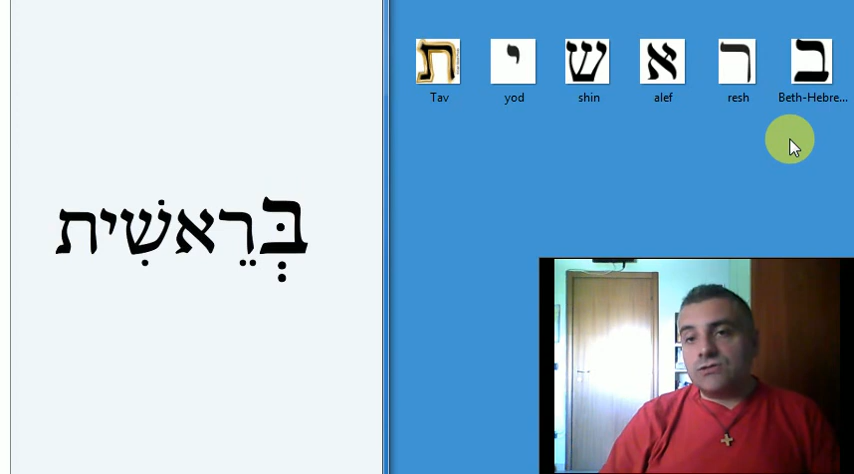 בְּרֵאשִׁית
ב ר א ש י ת
Tav yod shin alef resh Beth-Hebre...